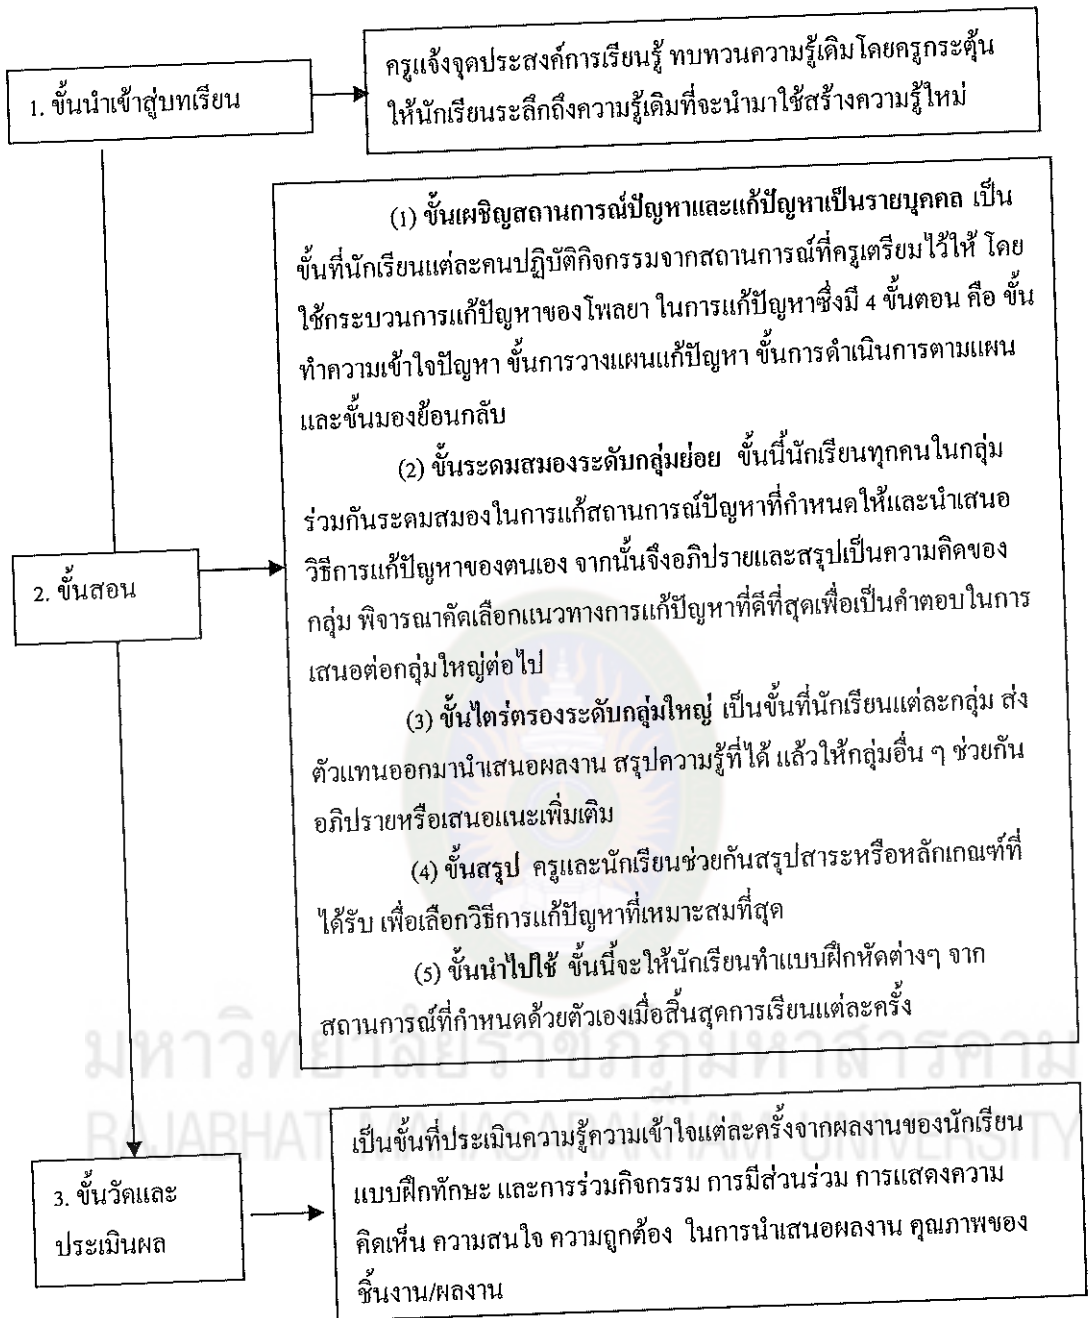 1. ขั้นนำเข้าสู่บทเรียน
ครูแจ้งจุดประสงค์การเรียนรู้ ทบทวนความรู้เดิมโดยครูกระตุ้น
ให้นักเรียนระลึกถึงความรู้เดิมที่จะนำมาใช้สร้างความรู้ใหม่
2. ขั้นสอน
(1) ขั้นเผชิญสถานการณ์ปัญหาและแก้ปัญหาเป็นรายบุคคล เป็น
ขั้นที่นักเรียนแต่ละคนปฏิบัติกิจกรรมจากสถานการณ์ที่ครูเตรียมไว้ให้ โดย
ใช้กระบวนการแก้ปัญหาของโพลยา ในการแก้ปัญหาซึ่งมี 4 ขั้นตอน คือ ขั้น
ทำความเข้าใจปัญหา ขั้นการวางแผนแก้ปัญหา ขั้นการดำเนินการตามแผน
และขั้นมองย้อนกลับ
(2) ขั้นระดมสมองระดับกลุ่มย่อย ขั้นนี้นักเรียนทุกคนในกลุ่ม
ร่วมกันระดมสมองในการแก้สถานการณ์ปัญหาที่กำหนดให้และนำเสนอ
วิธีการแก้ปัญหาของตนเอง จากนั้นจึงอภิปรายและสรุปเป็นความคิดของ
กลุ่ม พิจารณาคัดเลือกแนวทางการแก้ปัญหาที่ดีที่สุดเพื่อเป็นคำตอบในการ
เสนอต่อกลุ่มใหญ่ต่อไป
(3) ขั้นไตร่ตรองระดับกลุ่มใหญ่ เป็นขั้นที่นักเรียนแต่ละกลุ่ม ส่ง
ตัวแทนออกมานำเสนอผลงาน สรุปความรู้ที่ได้ แล้วให้กลุ่มอื่น ๆ ช่วยกัน
อภิปรายหรือเสนอแนะเพิ่มเติม
(4) ขั้นสรุป ครูและนักเรียนช่วยกันสรุปสาระหรือหลักเกณฑ์ที่
ได้รับ เพื่อเลือกวิธีการแก้ปัญหาที่เหมาะสมที่สุด
(5) ขั้นนำไปใช้ ขั้นนี้จะให้นักเรียนทำแบบฝึกหัดต่างๆ จาก
สถานการณ์ที่กำหนดด้วยตัวเองเมื่อสิ้นสุดการเรียนแต่ละครั้ง
มหาวิทยาลัยราชภัฏมหาสารคาม
RAJABHAT MAHASARAKHAM UNIVERSITY
3. ขั้นวัดและ
ประเมินผล
เป็นขั้นที่ประเมินความรู้ความเข้าใจแต่ละครั้งจากผลงานของนักเรียน
แบบฝึกทักษะ และการร่วมกิจกรรม การมีส่วนร่วม การแสดงความ
คิดเห็น ความสนใจ ความถูกต้อง ในการนำเสนอผลงาน คุณภาพของ
ชิ้นงาน/ผลงาน